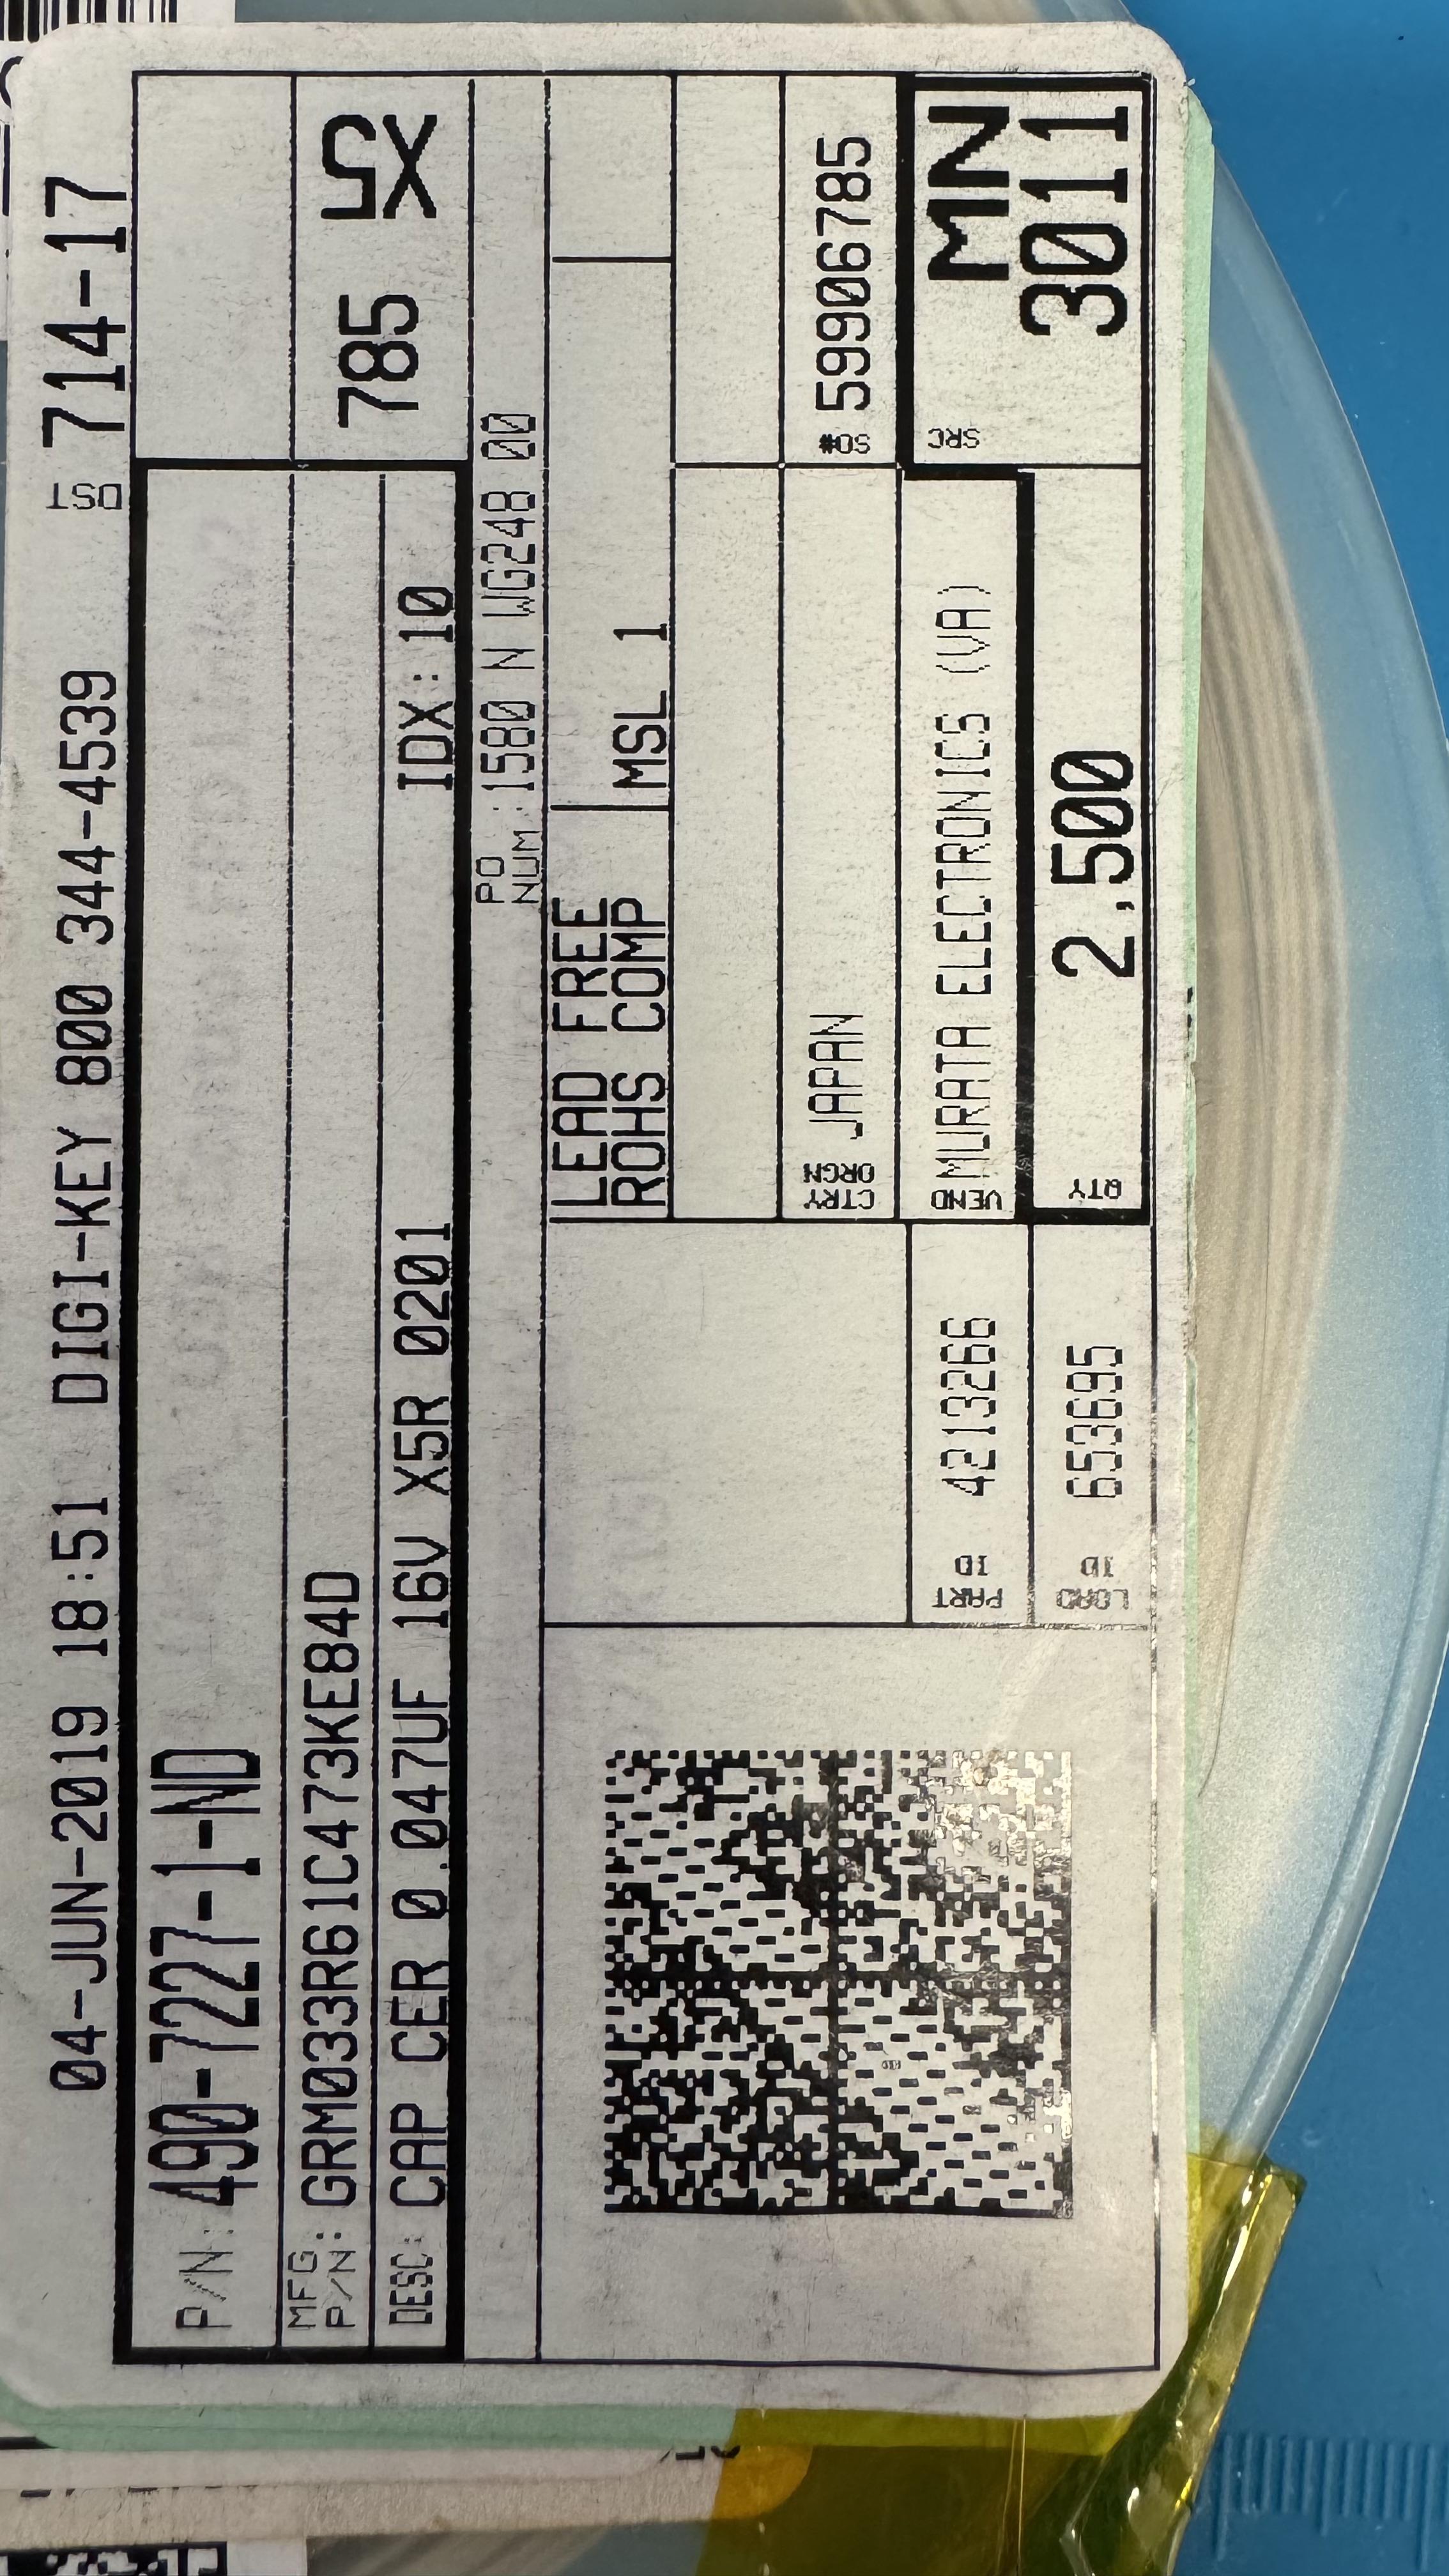 04-JUN-2019 18:51 DIGI-KEY 800 344-4539 DST 714-17
P/N: 490-7227-1-ND
MFG P/N: GRM033R61C473KE84D
785 X5
DESC: CAP CER 0.047UF 16V X5R 0201 IDX:10
PO NUM: 1580 N WG248 00
LEAD FREE
ROHS COMP MSL 1
CTRY ORGN JAPAN
SO# 59906785
PART ID 4213266
VEND MURATA ELECTRONICS (VA)
SRC MN
3011
LOAD ID 653695
QTY 2,500